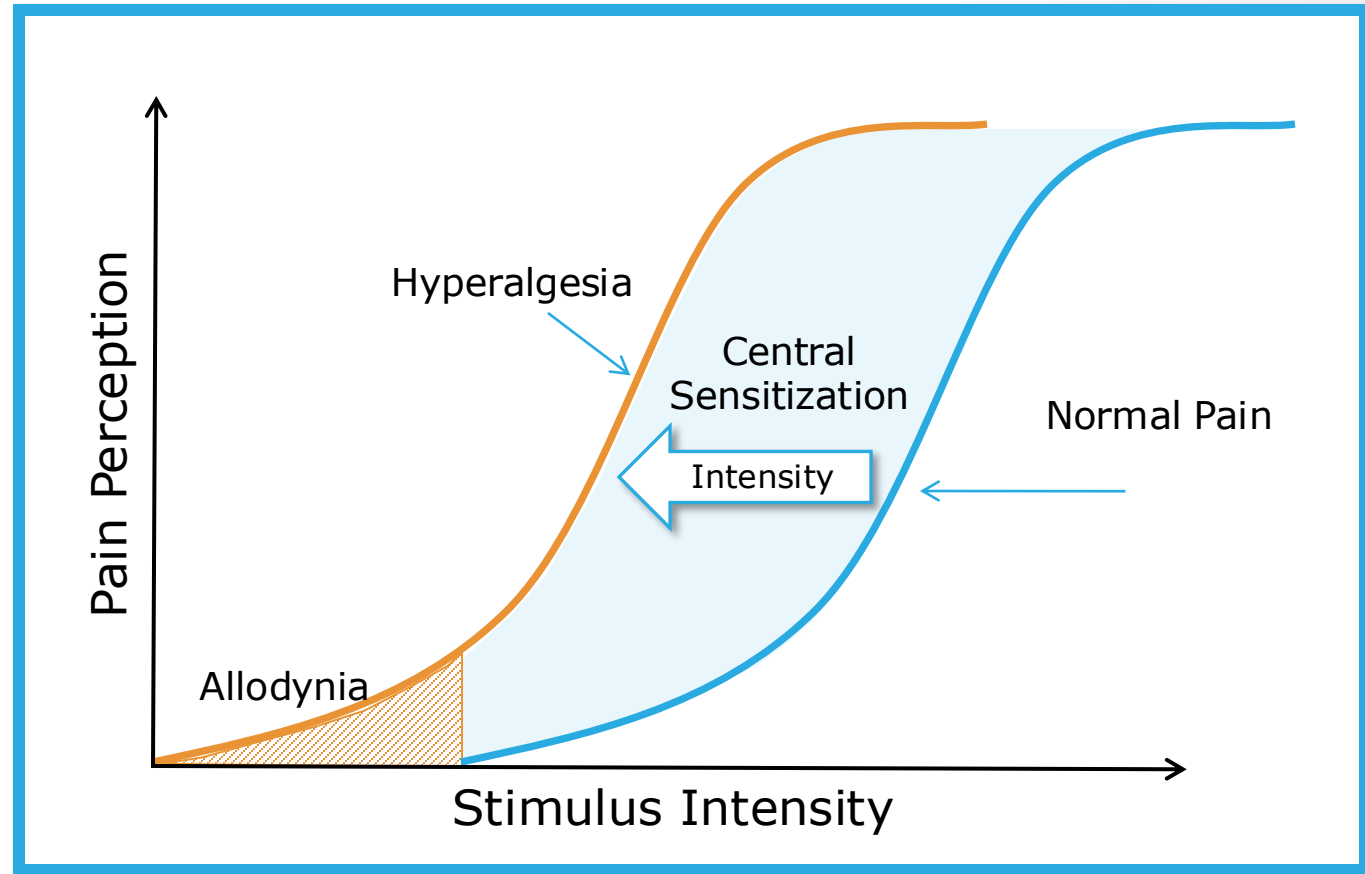 Pain Perception
Hyperalgesia
Central
Sensitization
Normal Pain
Intensity
Allodynia
Stimulus Intensity